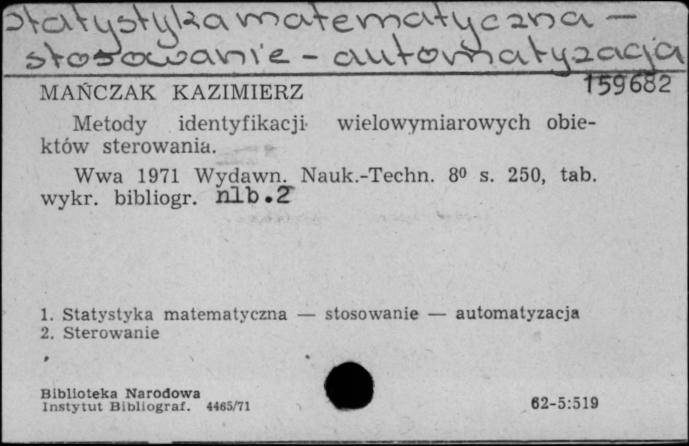 Statystyka matematyczna –
stosowanie – automatyzacja
MAŃCZAK KAZIMIERZ 159682
Metody identyfikacji wielowymiarowych obie-
któw sterowania.
Wwa 1971 Wydawn. Nauk.-Techn. 8⁰ s. 250, tab.
wykr. bibliogr. nlb.2
1. Statystyka matematyczna — stosowanie — automatyzacja
2. Sterowanie
Biblioteka Narodowa
Instytut Bibliograf. 4465/71 62-5:519